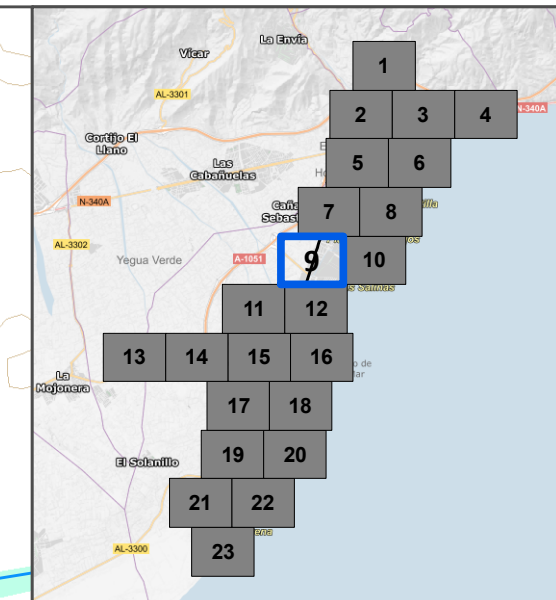 La Envía
Vícar
1
AL-3301
2
3
4
N-340A
Cortijo El
Llano
Las
Cabañuelas
5
6
N-340A
7
8
AL-3302
Yegua Verde
A-1051
9
10
11
12
13
14
15
16
La
Mojonera
17
18
El Solanillo
19
20
21
22
AL-3300
23